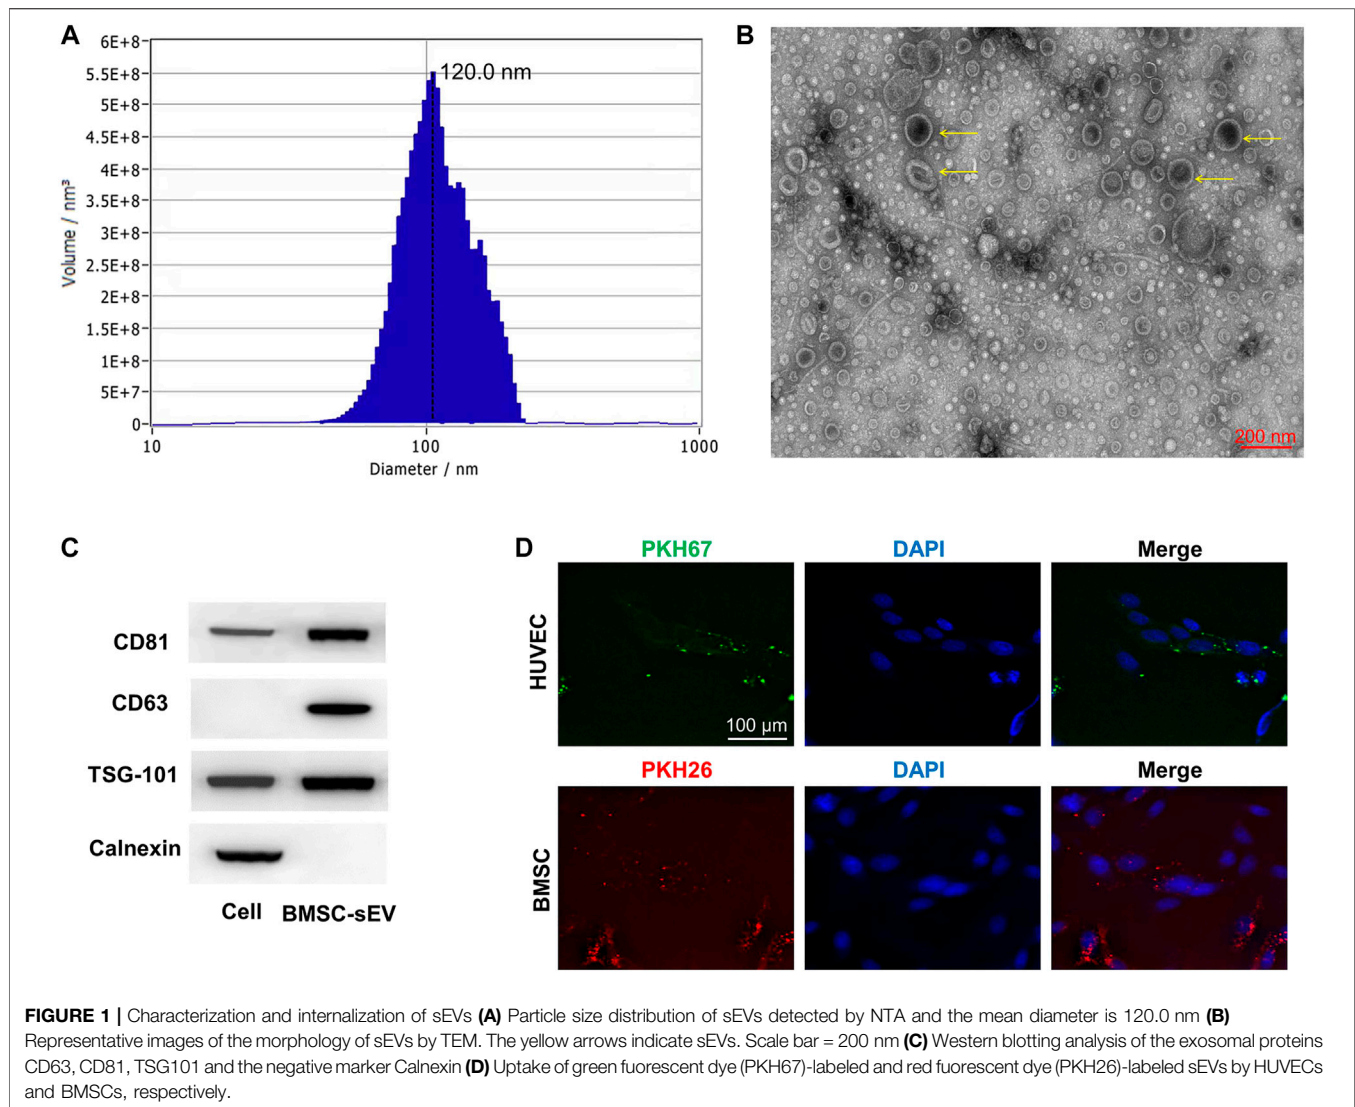 A
6E+8
5.5E+8
5E+8
4.5E+8
4E+8
3.5E+8
3E+8
2.5E+8
2E+8
1.5E+8
1E+8
5E+7
0
Volume / nm³
120.0 nm
10
100
1000
Diameter / nm
B
200 nm
C
CD81
CD63
TSG-101
Calnexin
Cell BMSC-sEV
D
PKH67 DAPI Merge
HUVEC
100 µm
PKH26 DAPI Merge
BMSC
FIGURE 1 | Characterization and internalization of sEVs (A) Particle size distribution of sEVs detected by NTA and the mean diameter is 120.0 nm (B)
Representative images of the morphology of sEVs by TEM. The yellow arrows indicate sEVs. Scale bar = 200 nm (C) Western blotting analysis of the exosomal proteins
CD63, CD81, TSG101 and the negative marker Calnexin (D) Uptake of green fuorescent dye (PKH67)-labeled and red fuorescent dye (PKH26)-labeled sEVs by HUVECs
and BMSCs, respectively.